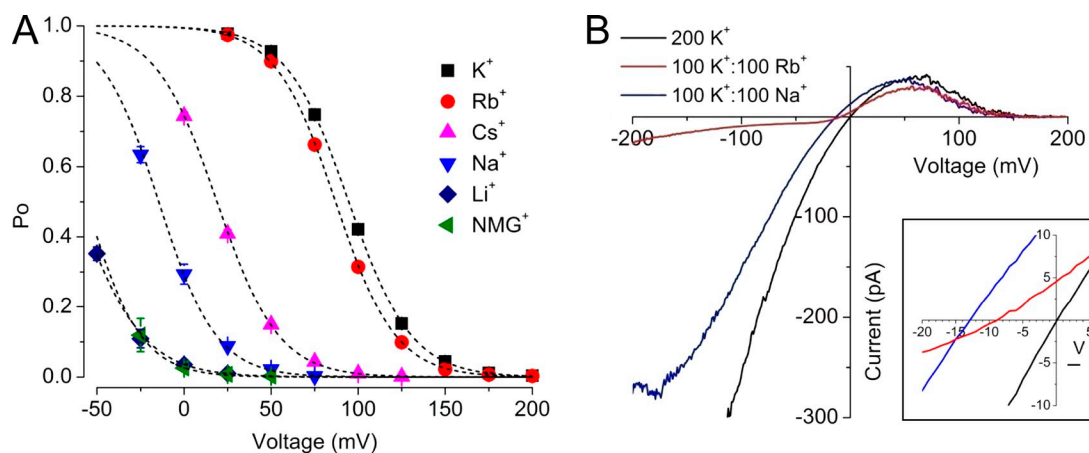 A
1.0
0.8
0.6
0.4
0.2
0.0
Po
-50
0
50
100
150
200
Voltage (mV)
K+
Rb+
Cs+
Na+
Li+
NMG+
B
200 K+
100 K+:100 Rb+
100 K+:100 Na+
-200
-100
0
100
200
Voltage (mV)
-100
-200
-300
Current (pA)
10
5
-5
-10
-20
-15
-10
-5
5
V
I